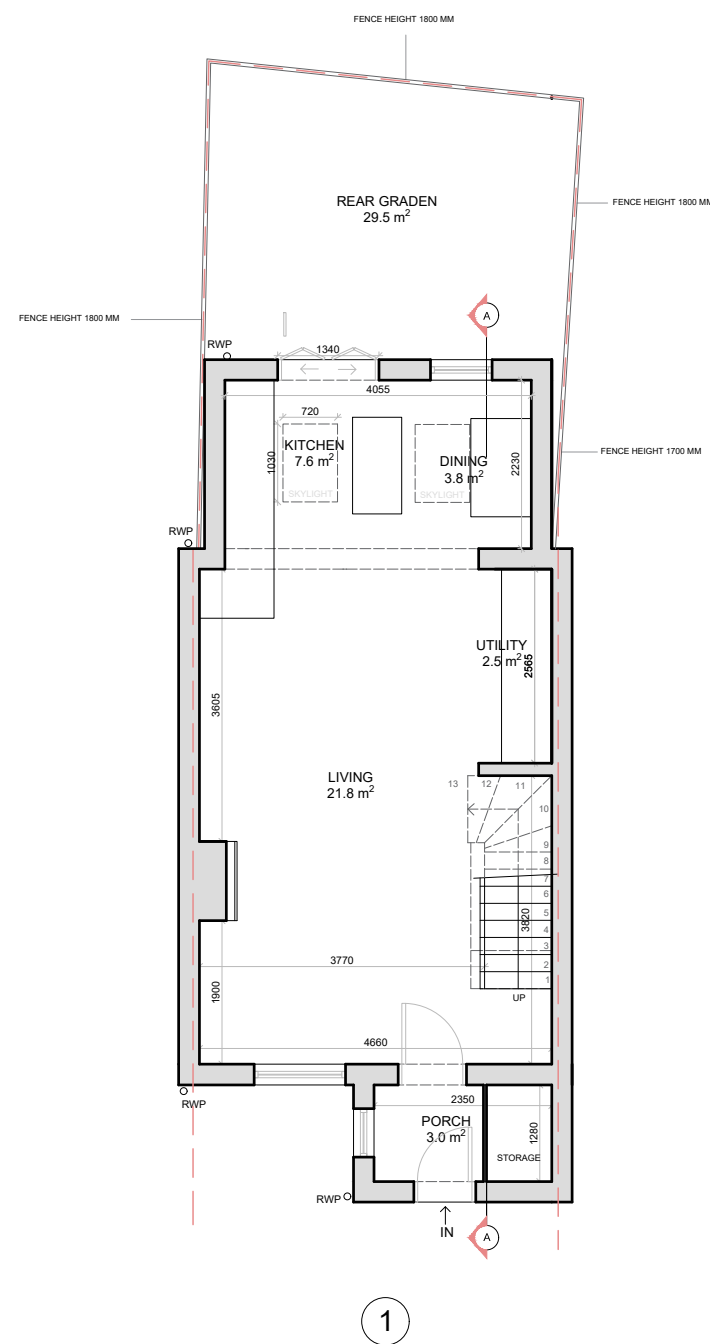 FENCE HEIGHT 1800 MM
REAR GRADEN
29.5 m²
FENCE HEIGHT 1800 MM
FENCE HEIGHT 1800 MM
A
RWP
1340
4055
720
KITCHEN
7.6 m²
1030
DINING
3.8 m²
2230
SKYLIGHT
SKYLIGHT
FENCE HEIGHT 1700 MM
RWP
UTILITY
2.5 m²
2565
3605
LIVING
21.8 m²
13
12
11
10
9
8
7
6
5
4
3
2
1
3820
3770
UP
1900
4660
RWP
2350
PORCH
3.0 m²
1280
STORAGE
RWP
IN
A
1